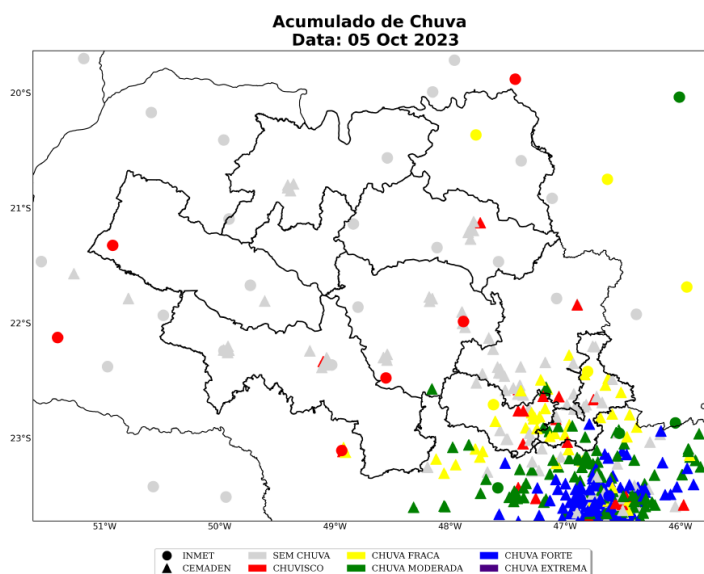 Acumulado de Chuva
Data: 05 Oct 2023
20°S
21°S
22°S
23°S
51°W
50°W
49°W
48°W
47°W
46°W
INMET
SEM CHUVA
CHUVA FRACA
CHUVA FORTE
CEMADEN
CHUVISCO
CHUVA MODERADA
CHUVA EXTREMA